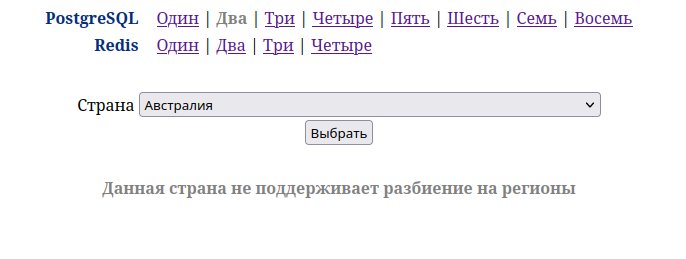 PostgreSQL Один | Два | Три | Четыре | Пять | Шесть | Семь | Восемь
Redis Один | Два | Три | Четыре
Страна Австралия
Выбрать
Данная страна не поддерживает разбиение на регионы